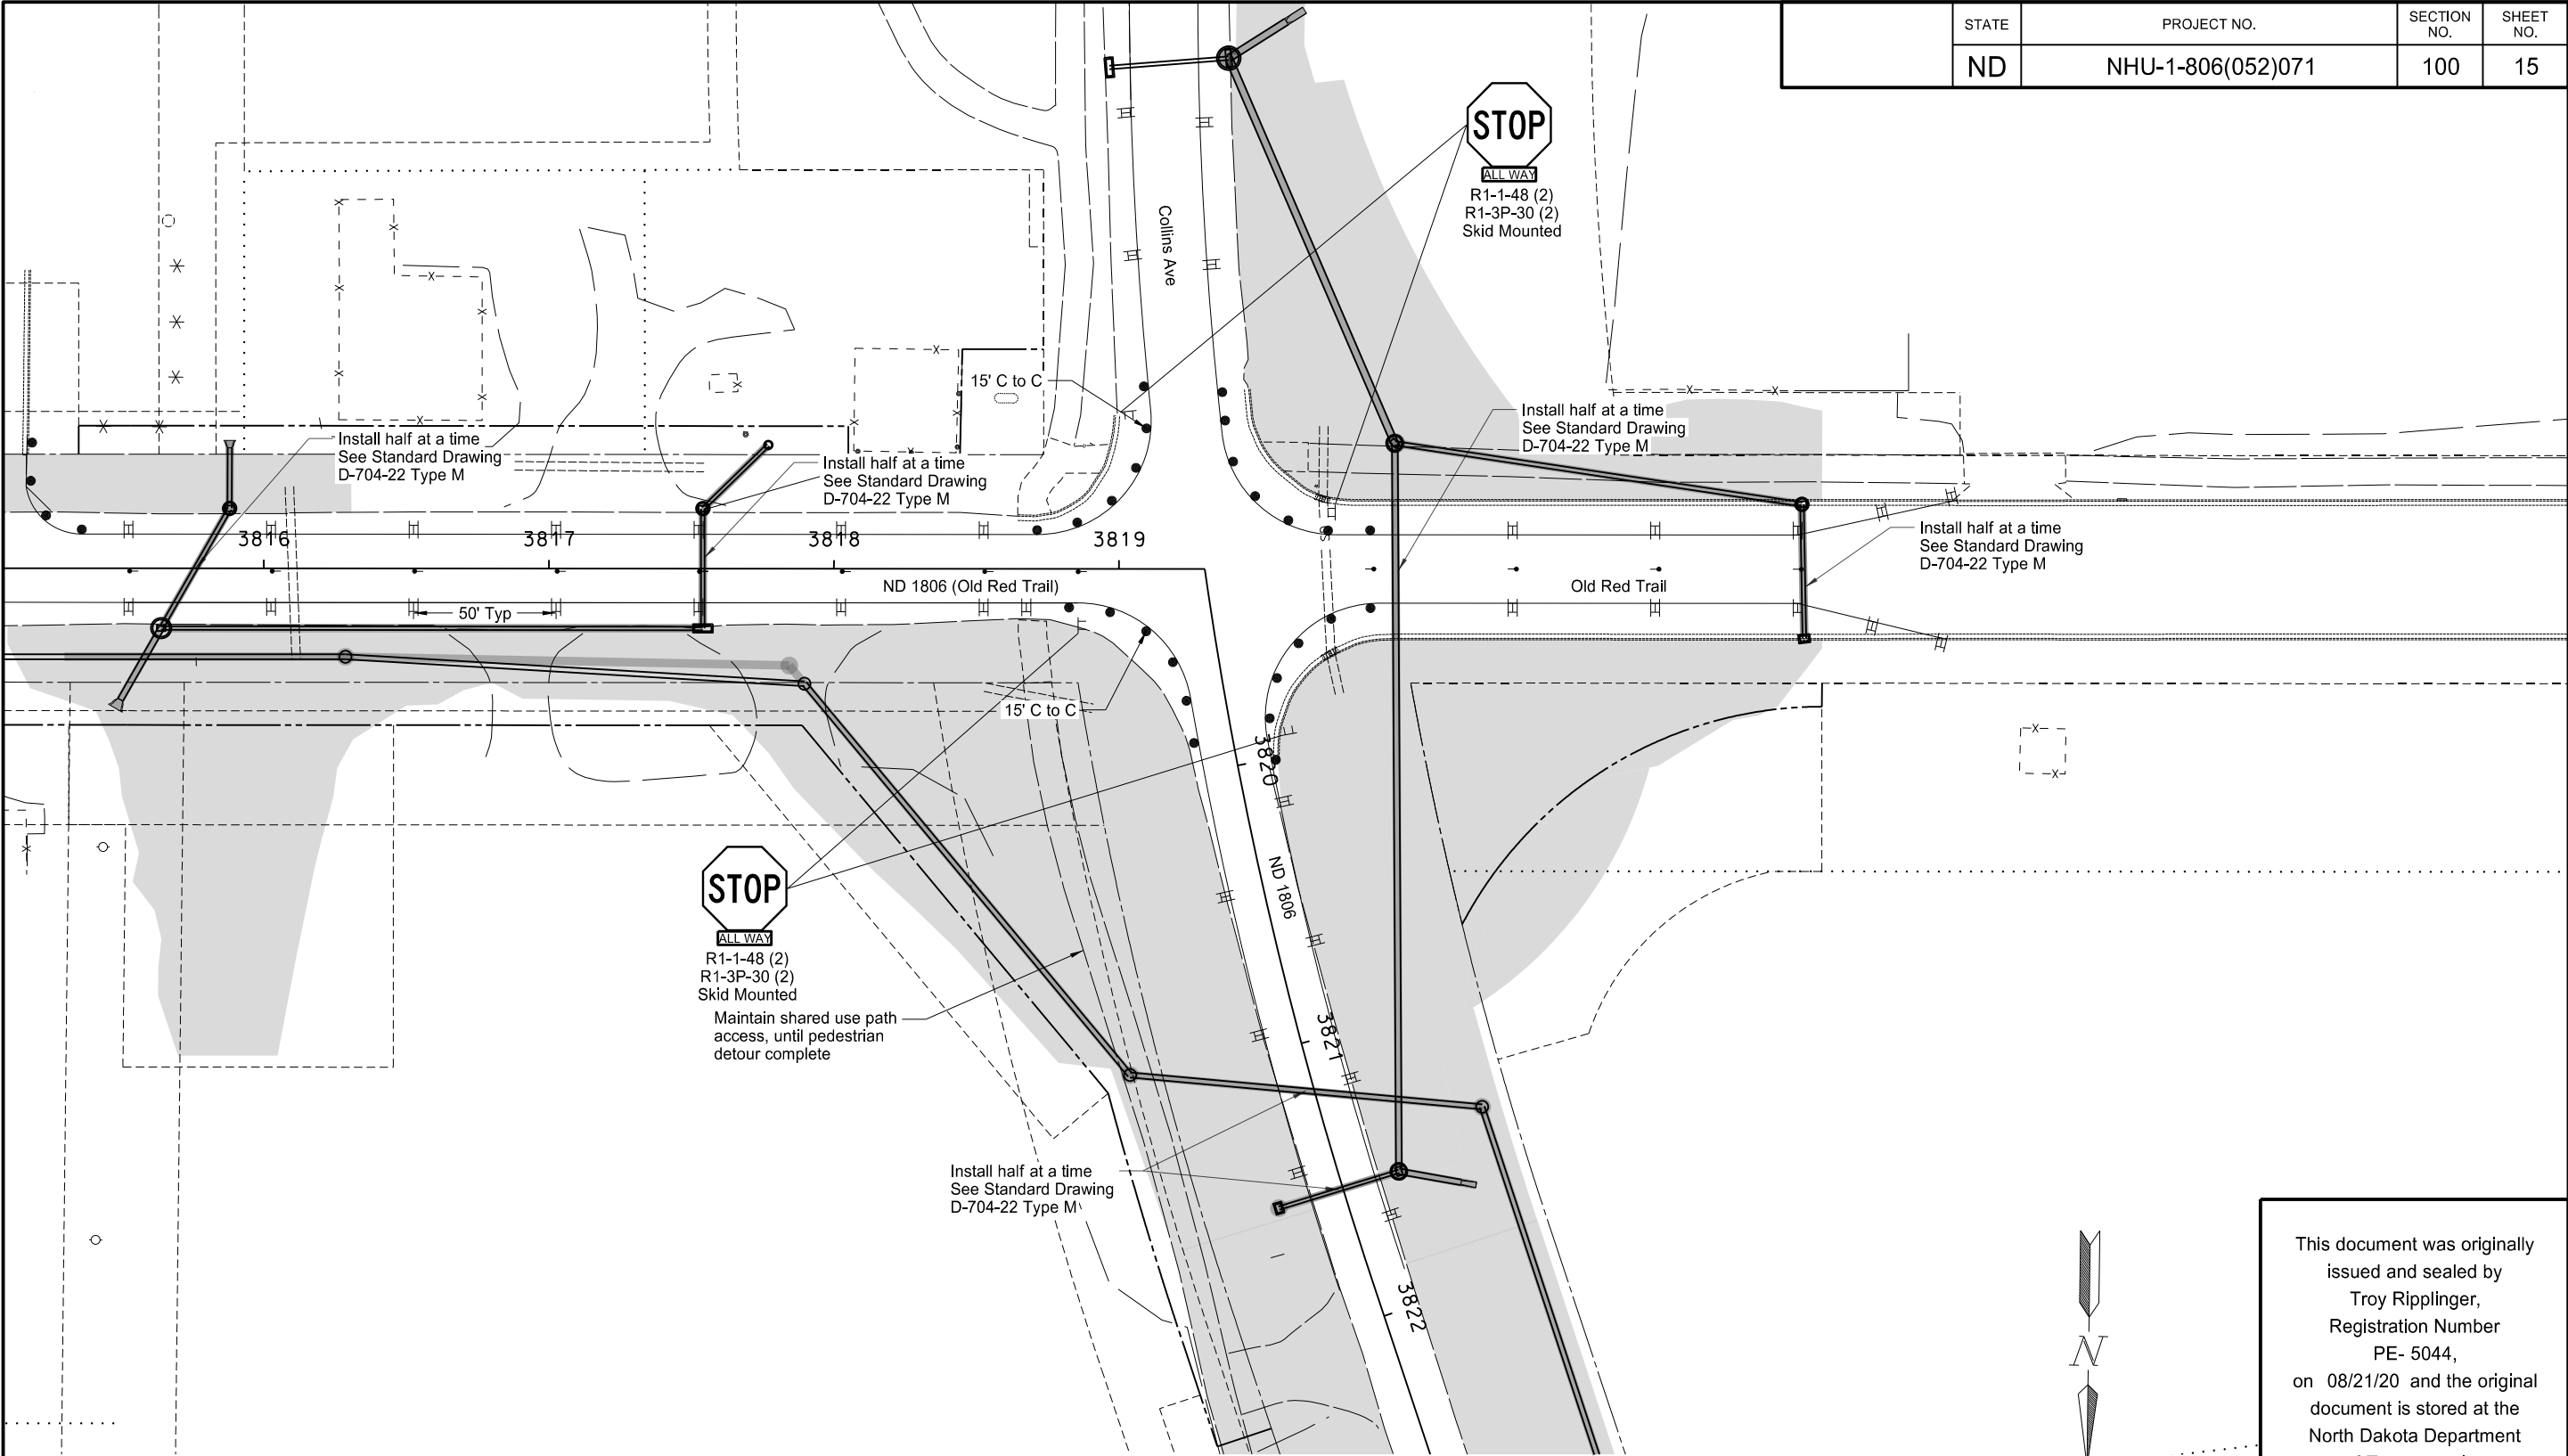 STATE
PROJECT NO.
SECTION NO.
SHEET NO.
ND
NHU-1-806(052)071
100
15
STOP
ALL WAY
R1-1-48 (2)
R1-3P-30 (2)
Skid Mounted
Collins Ave
15' C to C
Install half at a time
See Standard Drawing
D-704-22 Type M
Install half at a time
See Standard Drawing
D-704-22 Type M
Install half at a time
See Standard Drawing
D-704-22 Type M
Install half at a time
See Standard Drawing
D-704-22 Type M
3816
3817
3818
3819
ND 1806 (Old Red Trail)
Old Red Trail
50' Typ
15' C to C
3820
ND 1806
STOP
ALL WAY
R1-1-48 (2)
R1-3P-30 (2)
Skid Mounted
Maintain shared use path
access, until pedestrian
detour complete
3821
Install half at a time
See Standard Drawing
D-704-22 Type M
3822
N
This document was originally
issued and sealed by
Troy Ripplinger,
Registration Number
PE- 5044,
on 08/21/20 and the original
document is stored at the
North Dakota Department